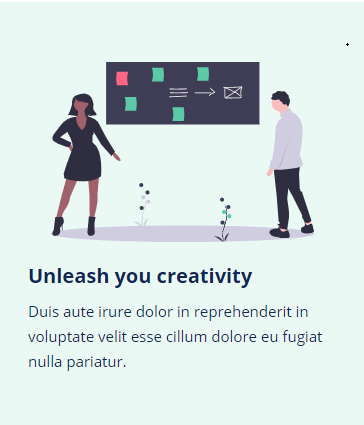 Unleash you creativity
Duis aute irure dolor in reprehenderit in
voluptate velit esse cillum dolore eu fugiat
nulla pariatur.